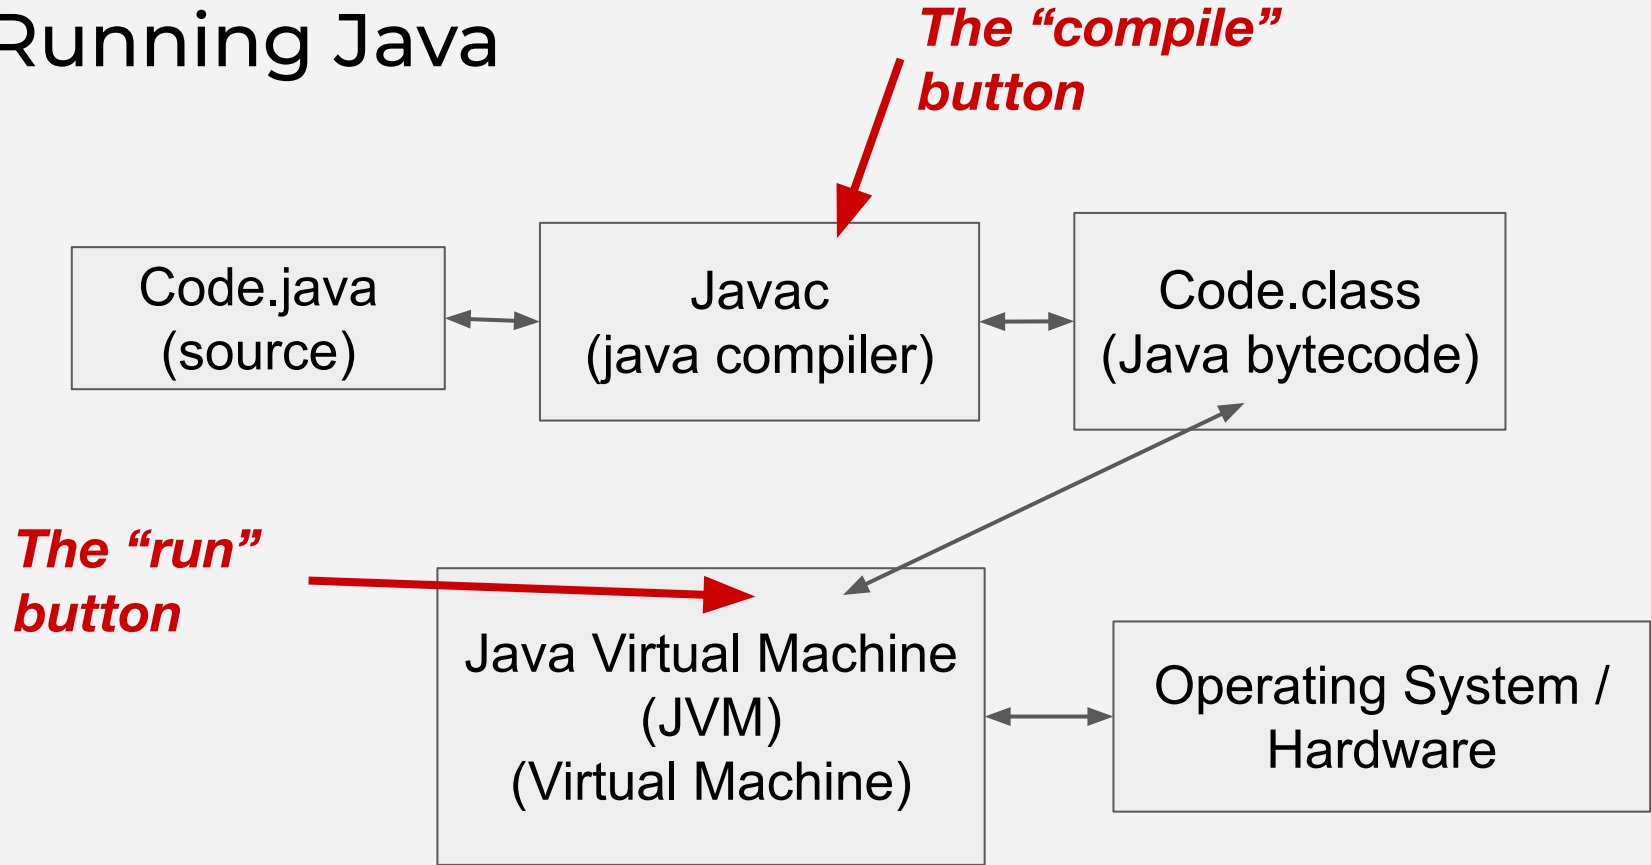 Running Java
The “compile”
button
Code.java
(source)
Javac
(java compiler)
Code.class
(Java bytecode)
The “run”
button
Java Virtual Machine
(JVM)
(Virtual Machine)
Operating System /
Hardware